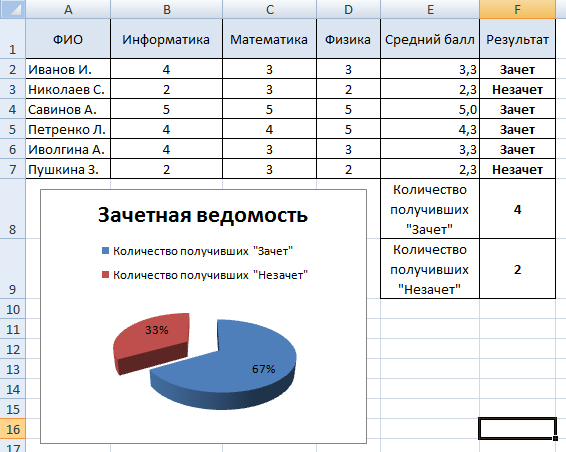 A B C D E F
1 ФИО Информатика Математика Физика Средний балл Результат
2 Иванов И. 4 3 3 3,3 Зачет
3 Николаев С. 2 3 2 2,3 Незачет
4 Савинов А. 5 5 5 5,0 Зачет
5 Петренко Л. 4 4 5 4,3 Зачет
6 Иволгина А. 4 3 3 3,3 Зачет
7 Пушкина З. 2 3 2 2,3 Незачет
Количество
получивших
"Зачет"
8 4
Количество
получивших
"Незачет"
9 2
Зачетная ведомость
Количество получивших "Зачет"
Количество получивших "Незачет"
33%
67%
10
11
12
13
14
15
16
17